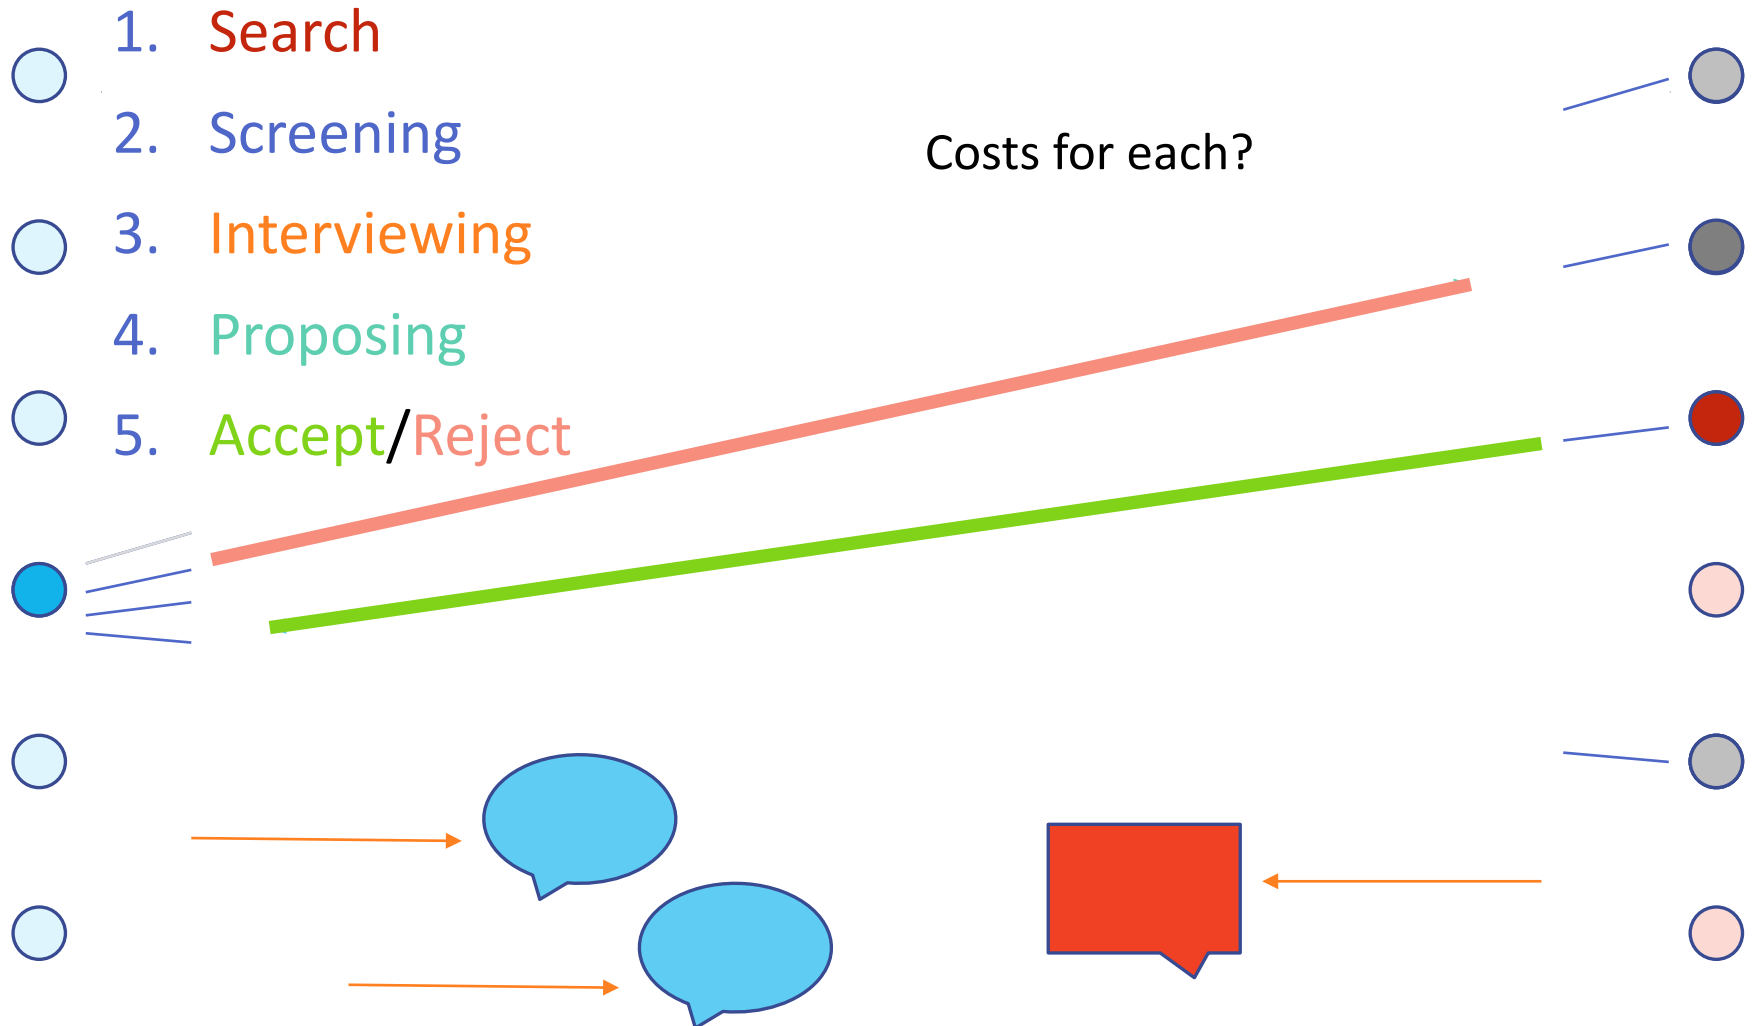 1. Search
2. Screening
Costs for each?
3. Interviewing
4. Proposing
5. Accept/Reject